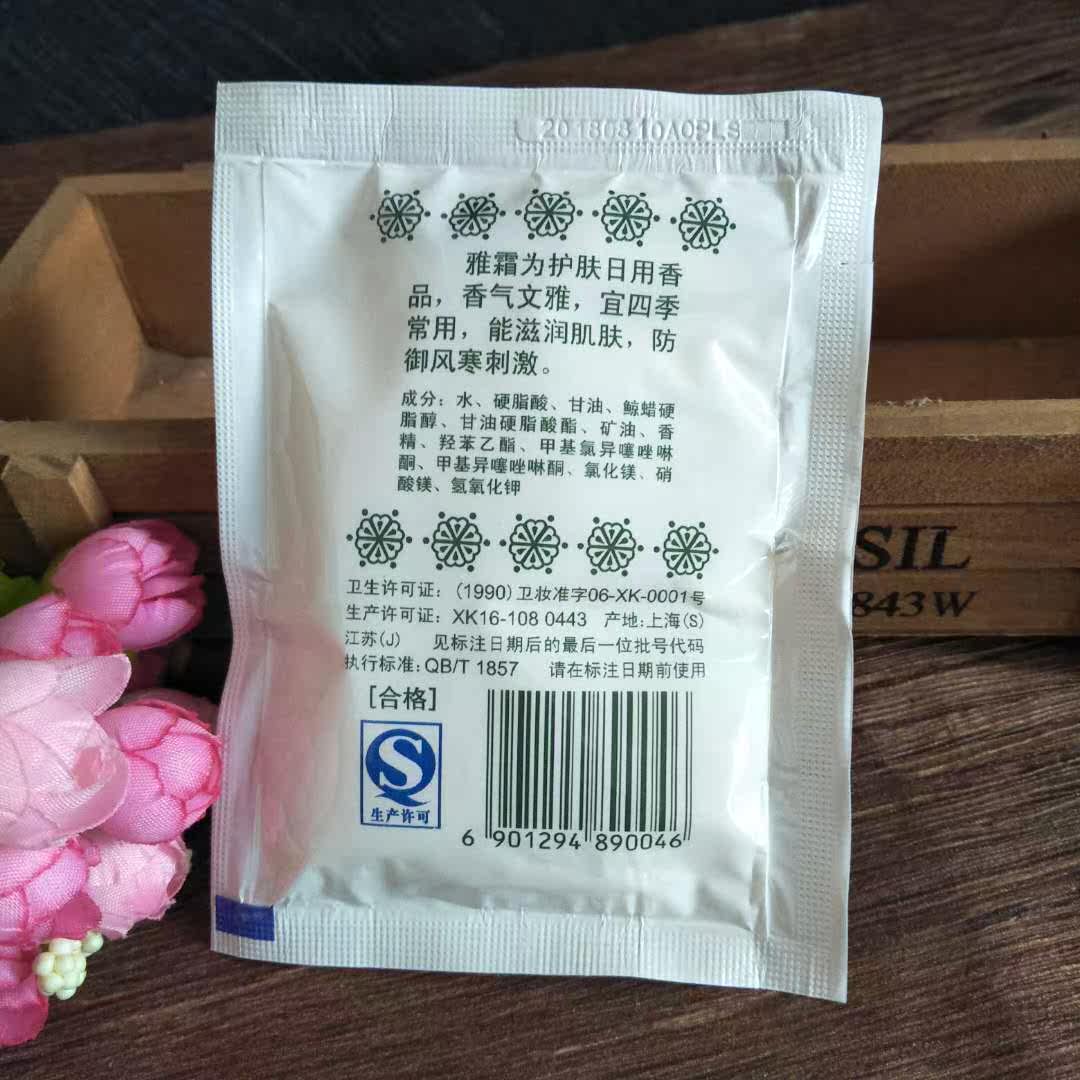 20180310A0PLS
雅霜为护肤日用香
品，香气文雅，宜四季
常用，能滋润肌肤，防
御风寒刺激。
成分：水、硬脂酸、甘油、鲸蜡硬
脂醇、甘油硬脂酸酯、矿油、香
精、羟苯乙酯、甲基氯异噻唑啉
酮、甲基异噻唑啉酮、氯化镁、硝
酸镁、氢氧化钾
卫生许可证：(1990)卫妆准字06-XK-0001号
生产许可证：XK16-108 0443 产地：上海(S)
江苏(J) 见标注日期后的最后一位批号代码
执行标准：QB/T 1857 请在标注日期前使用
[合格]
生产许可
6 901294 890046
SIL
843W